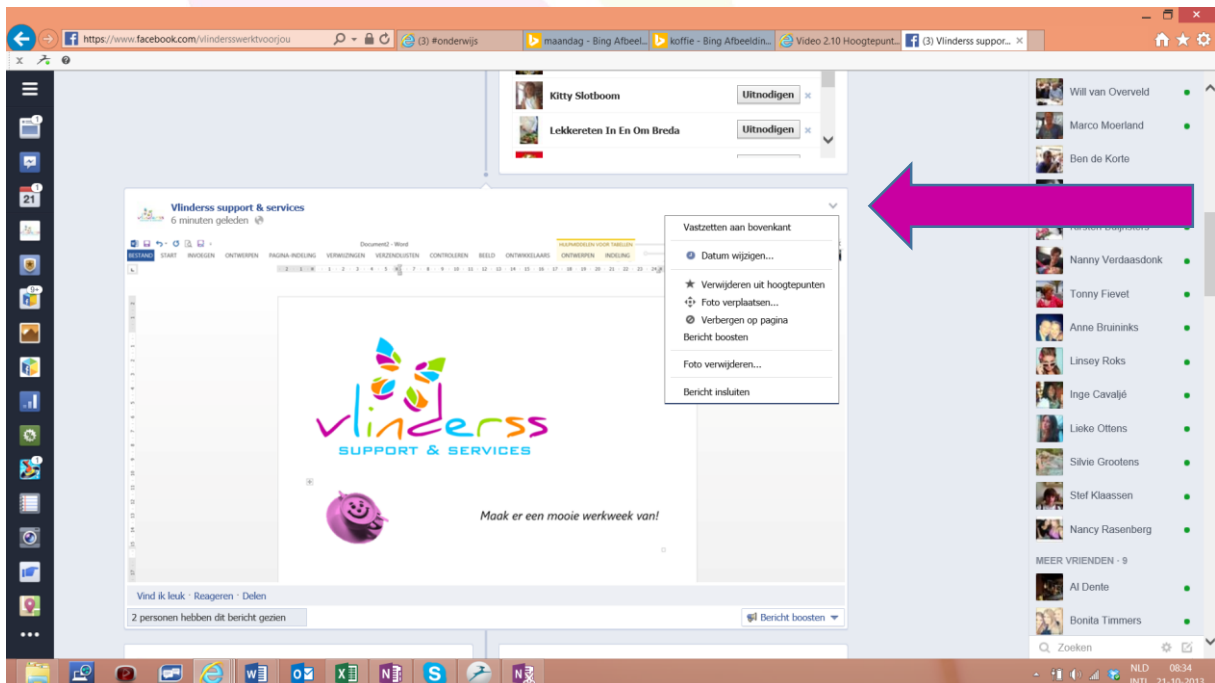 https://www.facebook.com/vlindersswerktvoorjou
(3) #onderwijs
maandag - Bing Afbeel...
koffie - Bing Afbeeldin...
Video 2.10 Hoogtepunt...
(3) Vlinderss suppor...
x
Kitty Slotboom
Uitnodigen
Lekkereten In En Om Breda
Uitnodigen
Vlinderss support & services
6 minuten geleden
Document2 - Word
HULPMIDDELEN VOOR TABELLEN
BESTAND START INVOEGEN ONTWERPEN PAGINA-INDELING VERWIJZINGEN VERZENDLIJSTEN CONTROLEREN BEELD ONTWIKKELAARS ONTWERPEN INDELING
Vastzetten aan bovenkant
Datum wijzigen...
Verwijderen uit hoogtepunten
Foto verplaatsen...
Verbergen op pagina
Bericht boosten
Foto verwijderen...
Bericht insluiten
vlinderss
SUPPORT & SERVICES
Maak er een mooie werkweek van!
Vind ik leuk · Reageren · Delen
2 personen hebben dit bericht gezien
Bericht boosten
1
21
1
9+
1
Will van Overveld
Marco Moerland
Ben de Korte
Nanny Verdaasdonk
Tonny Fievet
Anne Bruininks
Linsey Roks
Inge Cavaljé
Lieke Ottens
Silvie Grootens
Stef Klaassen
Nancy Rasenberg
MEER VRIENDEN · 9
Al Dente
Bonita Timmers
Zoeken
NLD 08:34
INTL 21-10-2013